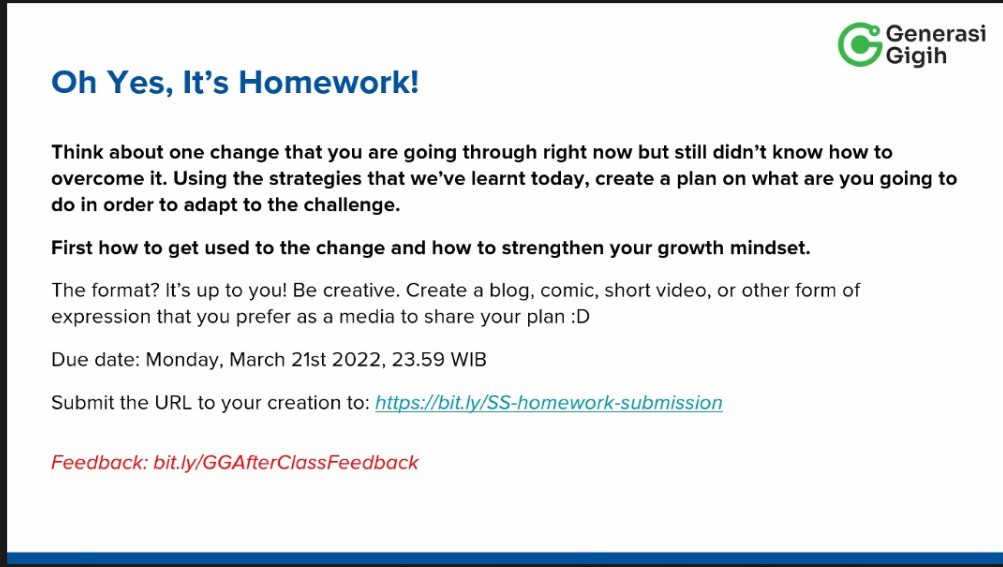 Generasi
Gigih
Oh Yes, It's Homework!
Think about one change that you are going through right now but still didn't know how to
overcome it. Using the strategies that we've learnt today, create a plan on what are you going to
do in order to adapt to the challenge.
First how to get used to the change and how to strengthen your growth mindset.
The format? It's up to you! Be creative. Create a blog, comic, short video, or other form of
expression that you prefer as a media to share your plan :D
Due date: Monday, March 21st 2022, 23.59 WIB
Submit the URL to your creation to: https://bit.ly/SS-homework-submission
Feedback: bit.ly/GGAfterClassFeedback